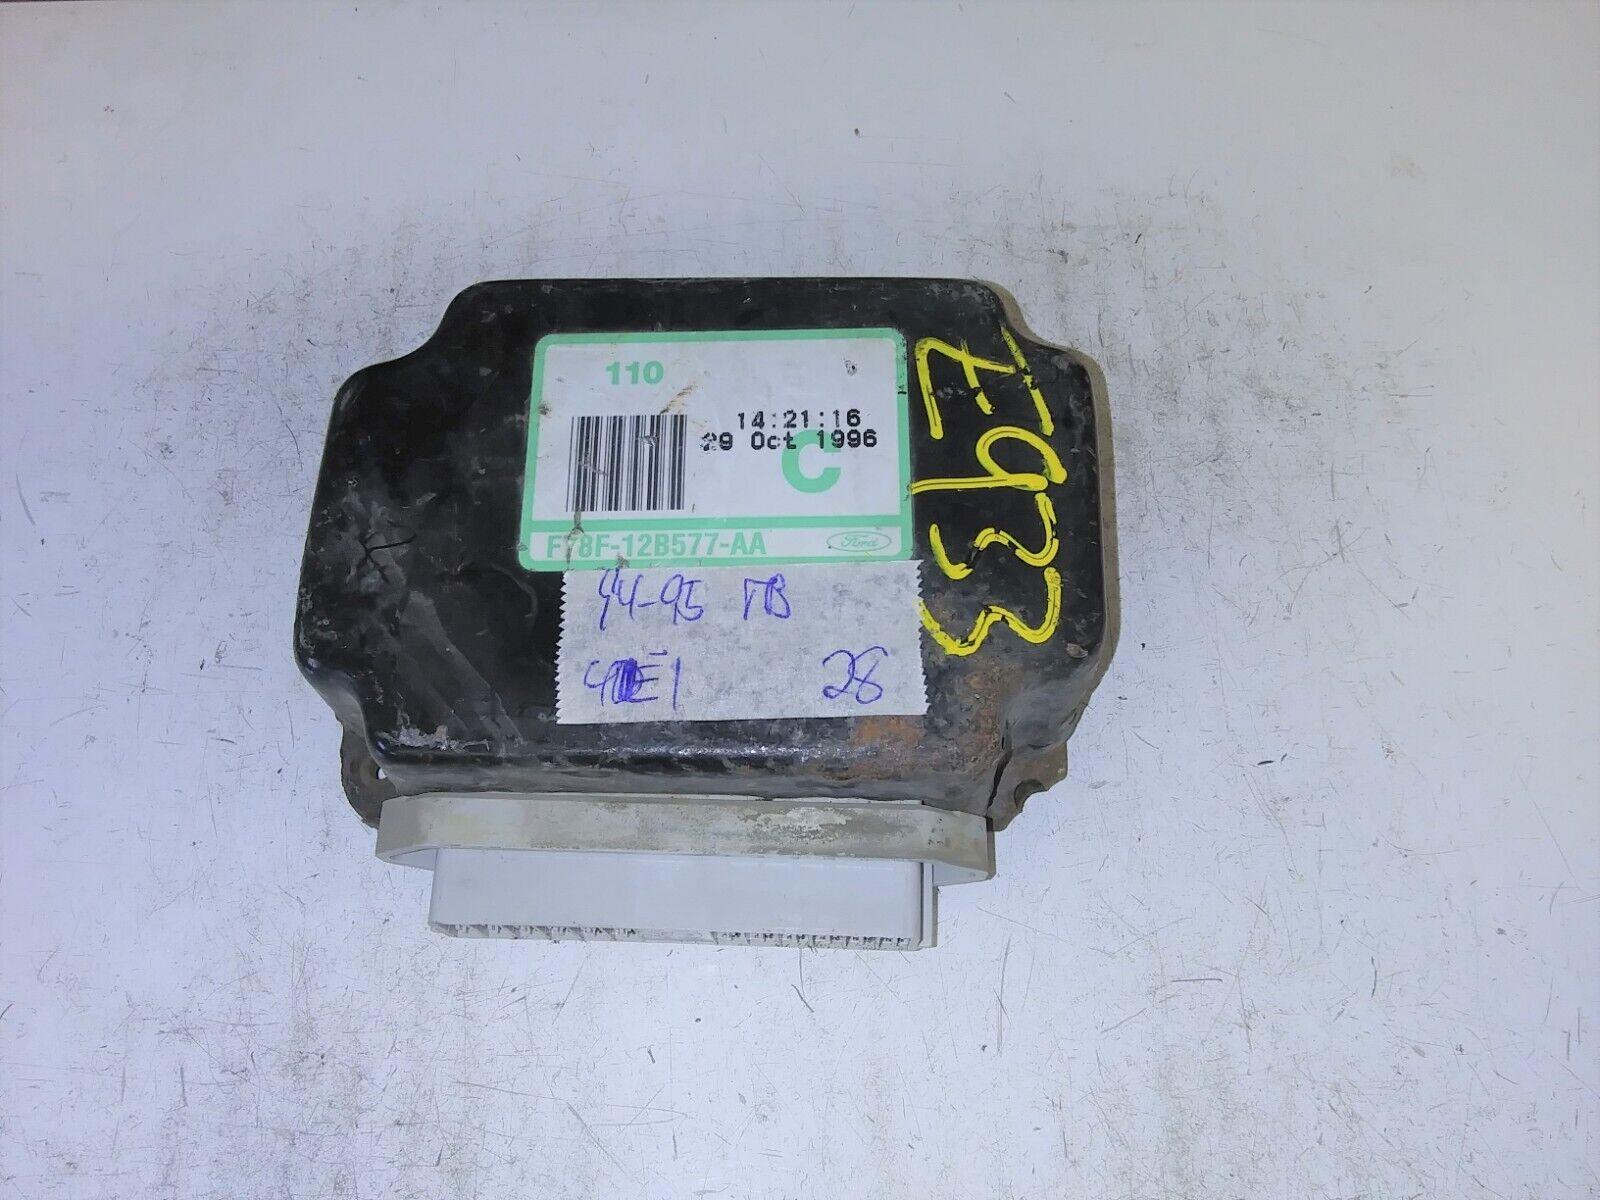 110
14:21:16
29 Oct 1996
C
F78F-12B577-AA
Ford
E933
94-95 TB
28